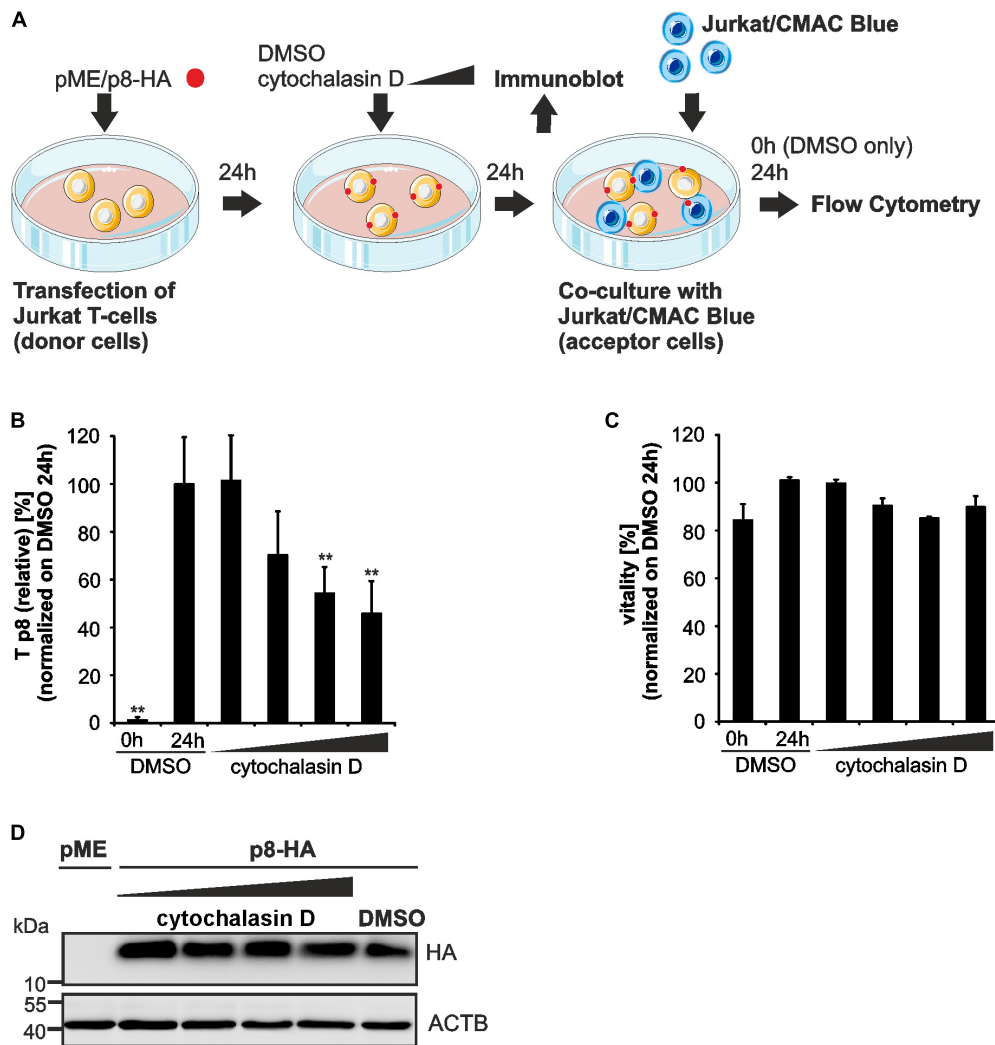 A
pME/p8-HA
DMSO
cytochalasin D
Immunoblot
Jurkat/CMAC Blue
24h
24h
0h (DMSO only)
24h
Flow Cytometry
Transfection of
Jurkat T-cells
(donor cells)
Co-culture with
Jurkat/CMAC Blue
(acceptor cells)
B
T p8 (relative) [%]
(normalized on DMSO 24h)
120
100
80
60
40
20
0
**
**
**
0h
24h
DMSO
cytochalasin D
C
vitality [%]
(normalized on DMSO 24h)
120
100
80
60
40
20
0
0h
24h
DMSO
cytochalasin D
D
pME
p8-HA
cytochalasin D
DMSO
kDa
HA
10
55
40
ACTB